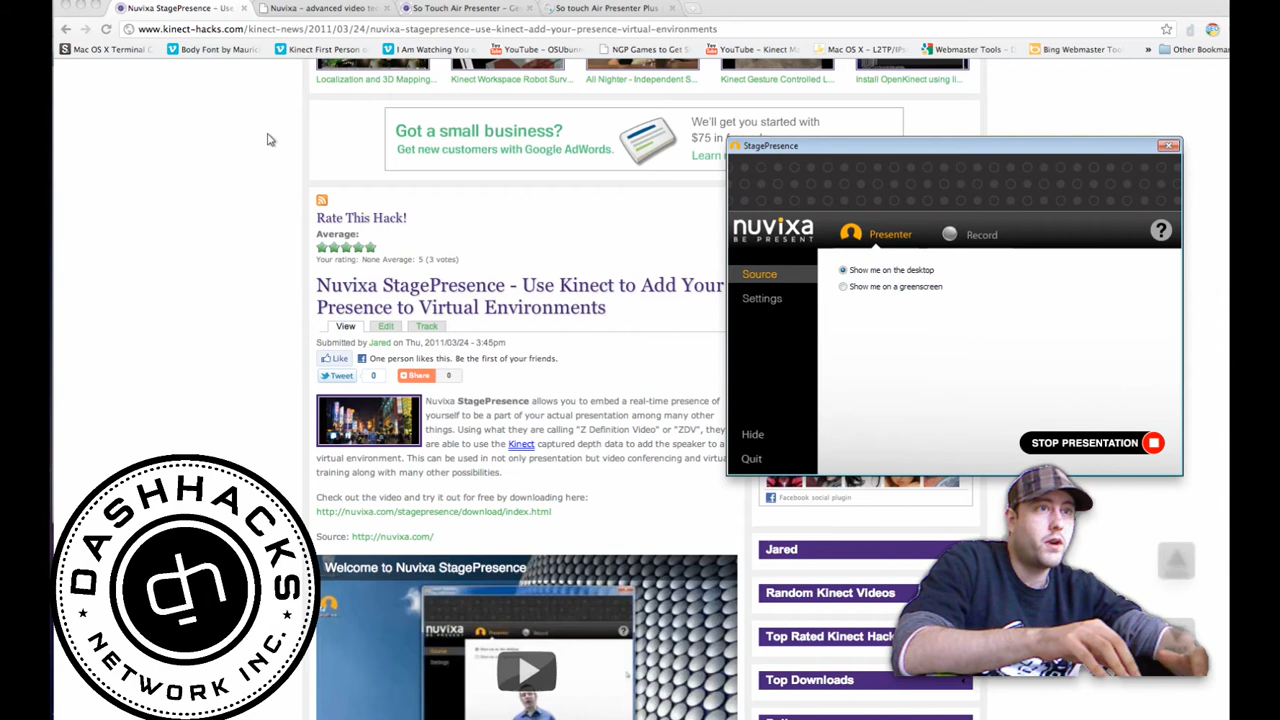 Nuvixa StagePresence - Use
Nuvixa – advanced video tec
So Touch Air Presenter - Ge
So touch Air Presenter Plus
www.kinect-hacks.com/kinect-news/2011/03/24/nuvixa-stagepresence-use-kinect-add-your-presence-virtual-environments
Mac OS X Terminal C
Body Font by Mauric
Kinect First Person o
I Am Watching You o
YouTube - OSUbunn
NGP Games to Get S
YouTube - Kinect Ma
Mac OS X – L2TP/IPs
Webmaster Tools -
Bing Webmaster Too
»
Other Bookmar
Localization and 3D Mapping...
Kinect Workspace Robot Surv...
All Nighter - Independent S...
Kinect Gesture Controlled L...
Install OpenKinect using li...
Got a small business?
Get new customers with Google AdWords.
We'll get you started with
$75 in
Learn
Rate This Hack!
Average:
Your rating: None Average: 5 (3 votes)
Nuvixa StagePresence - Use Kinect to Add Your
Presence to Virtual Environments
View Edit Track
Submitted by Jared on Thu, 2011/03/24 - 3:45pm
Like One person likes this. Be the first of your friends.
Tweet 0 Share 0
Nuvixa StagePresence allows you to embed a real-time presence of
yourself to be a part of your actual presentation among many other
things. Using what they are calling "Z Definition Video" or "ZDV", they
are able to use the Kinect captured depth data to add the speaker to a
virtual environment. This can be used in not only presentation but video conferencing and virtual
training along with many other possibilities.
Check out the video and try it out for free by downloading here:
http://nuvixa.com/stagepresence/download/index.html
Source: http://nuvixa.com/
Welcome to Nuvixa StagePresence
nuvixa
StagePresence
nuvixa
BE PRESENT
Presenter
Record
?
Source
Settings
Show me on the desktop
Show me on a greenscreen
Hide
Quit
STOP PRESENTATION
Facebook social plugin
Jared
Random Kinect Videos
Top Rated Kinect Hack
Top Downloads
DASHHACKS
dh
NETWORK INC.